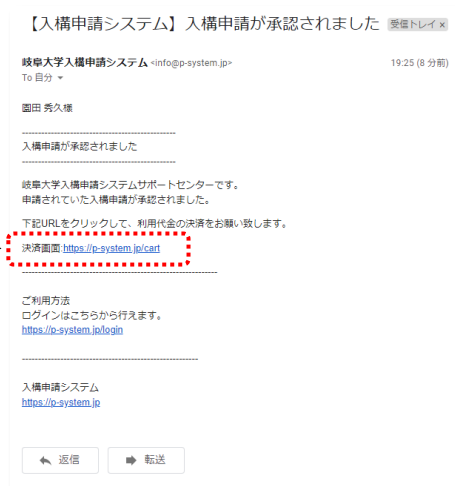 【入構申請システム】入構申請が承認されました 受信トレイ ×
岐阜大学入構申請システム <info@p-system.jp> 19:25 (8 分前)
To 自分
園田 秀久様
------------------------------------------------
入構申請が承認されました
------------------------------------------------
岐阜大学入構申請システムサポートセンターです。
申請されていた入構申請が承認されました。
下記URLをクリックして、利用代金の決済をお願い致します。
決済画面:https://p-system.jp/cart
-------------------------------------------------------------
ご利用方法
ログインはこちらから行えます。
https://p-system.jp/login
-------------------------------------------------------
入構申請システム
https://p-system.jp
返信 転送